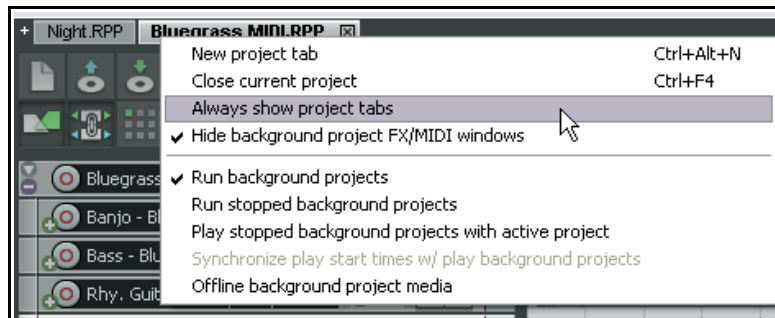 + Night.RPP Bluegrass MIDI.RPP
New project tab Ctrl+Alt+N
Close current project Ctrl+F4
Always show project tabs
Hide background project FX/MIDI windows
Run background projects
Bluegrass
Run stopped background projects
Banjo - Bl
Play stopped background projects with active project
Bass - Blu
Synchronize play start times w/ play background projects
Rhy. Guit
Offline background project media